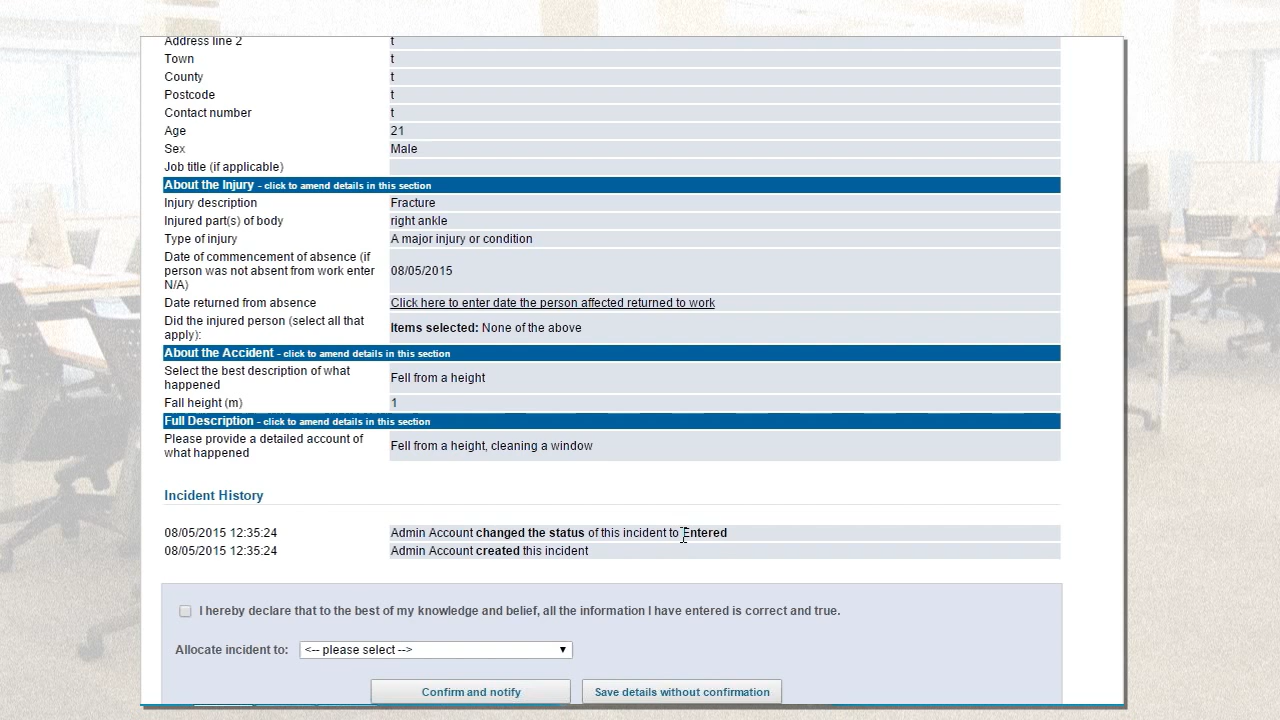 Address line 2 t
Town t
County t
Postcode t
Contact number t
Age 21
Sex Male
Job title (if applicable)
About the Injury - click to amend details in this section
Injury description Fracture
Injured part(s) of body right ankle
Type of injury A major injury or condition
Date of commencement of absence (if
person was not absent from work enter 08/05/2015
N/A)
Date returned from absence Click here to enter date the person affected returned to work
Did the injured person (select all that Items selected: None of the above
apply):
About the Accident - click to amend details in this section
Select the best description of what Fell from a height
happened
Fall height (m) 1
Full Description - click to amend details in this section
Please provide a detailed account of Fell from a height, cleaning a window
what happened
Incident History
08/05/2015 12:35:24 Admin Account changed the status of this incident to Entered
08/05/2015 12:35:24 Admin Account created this incident
I hereby declare that to the best of my knowledge and belief, all the information I have entered is correct and true.
Allocate incident to: <-- please select -->
Confirm and notify Save details without confirmation